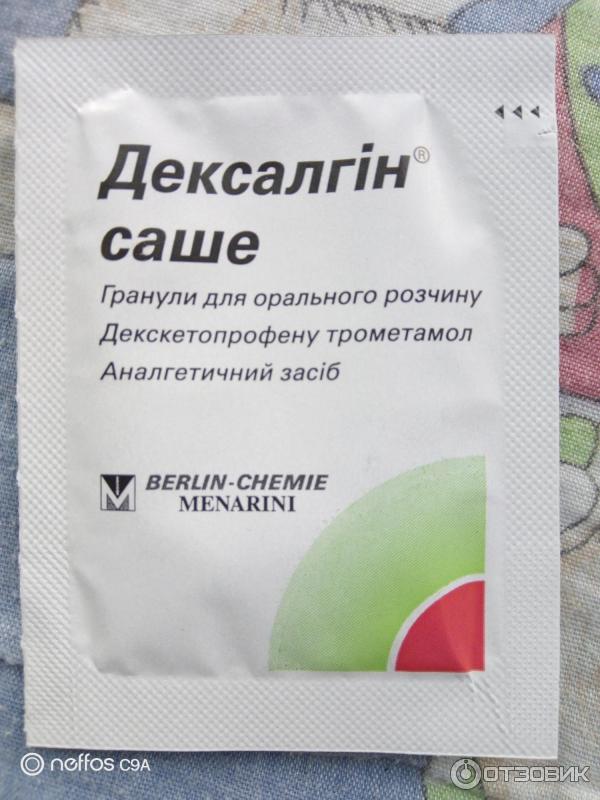 Дексалгін®
саше
Гранули для орального розчину
Декскетопрофену трометамол
Аналгетичний засіб
BERLIN-CHEMIE
MENARINI
neffos C9A
ОТЗОВИК